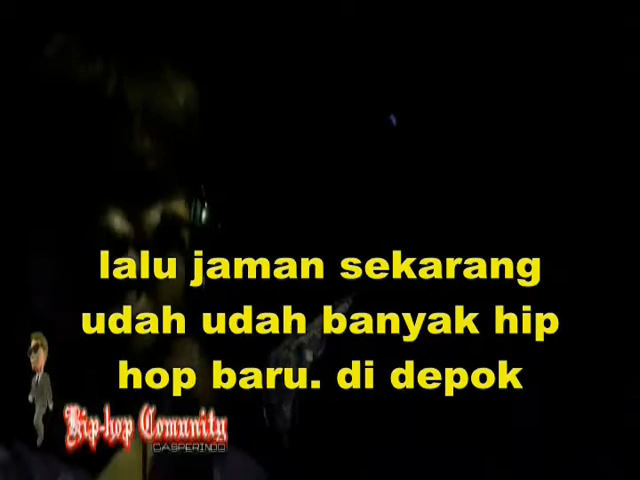 lalu jaman sekarang
udah udah banyak hip
hop baru. di depok
Hip-hop Comunity
CASPERINDO